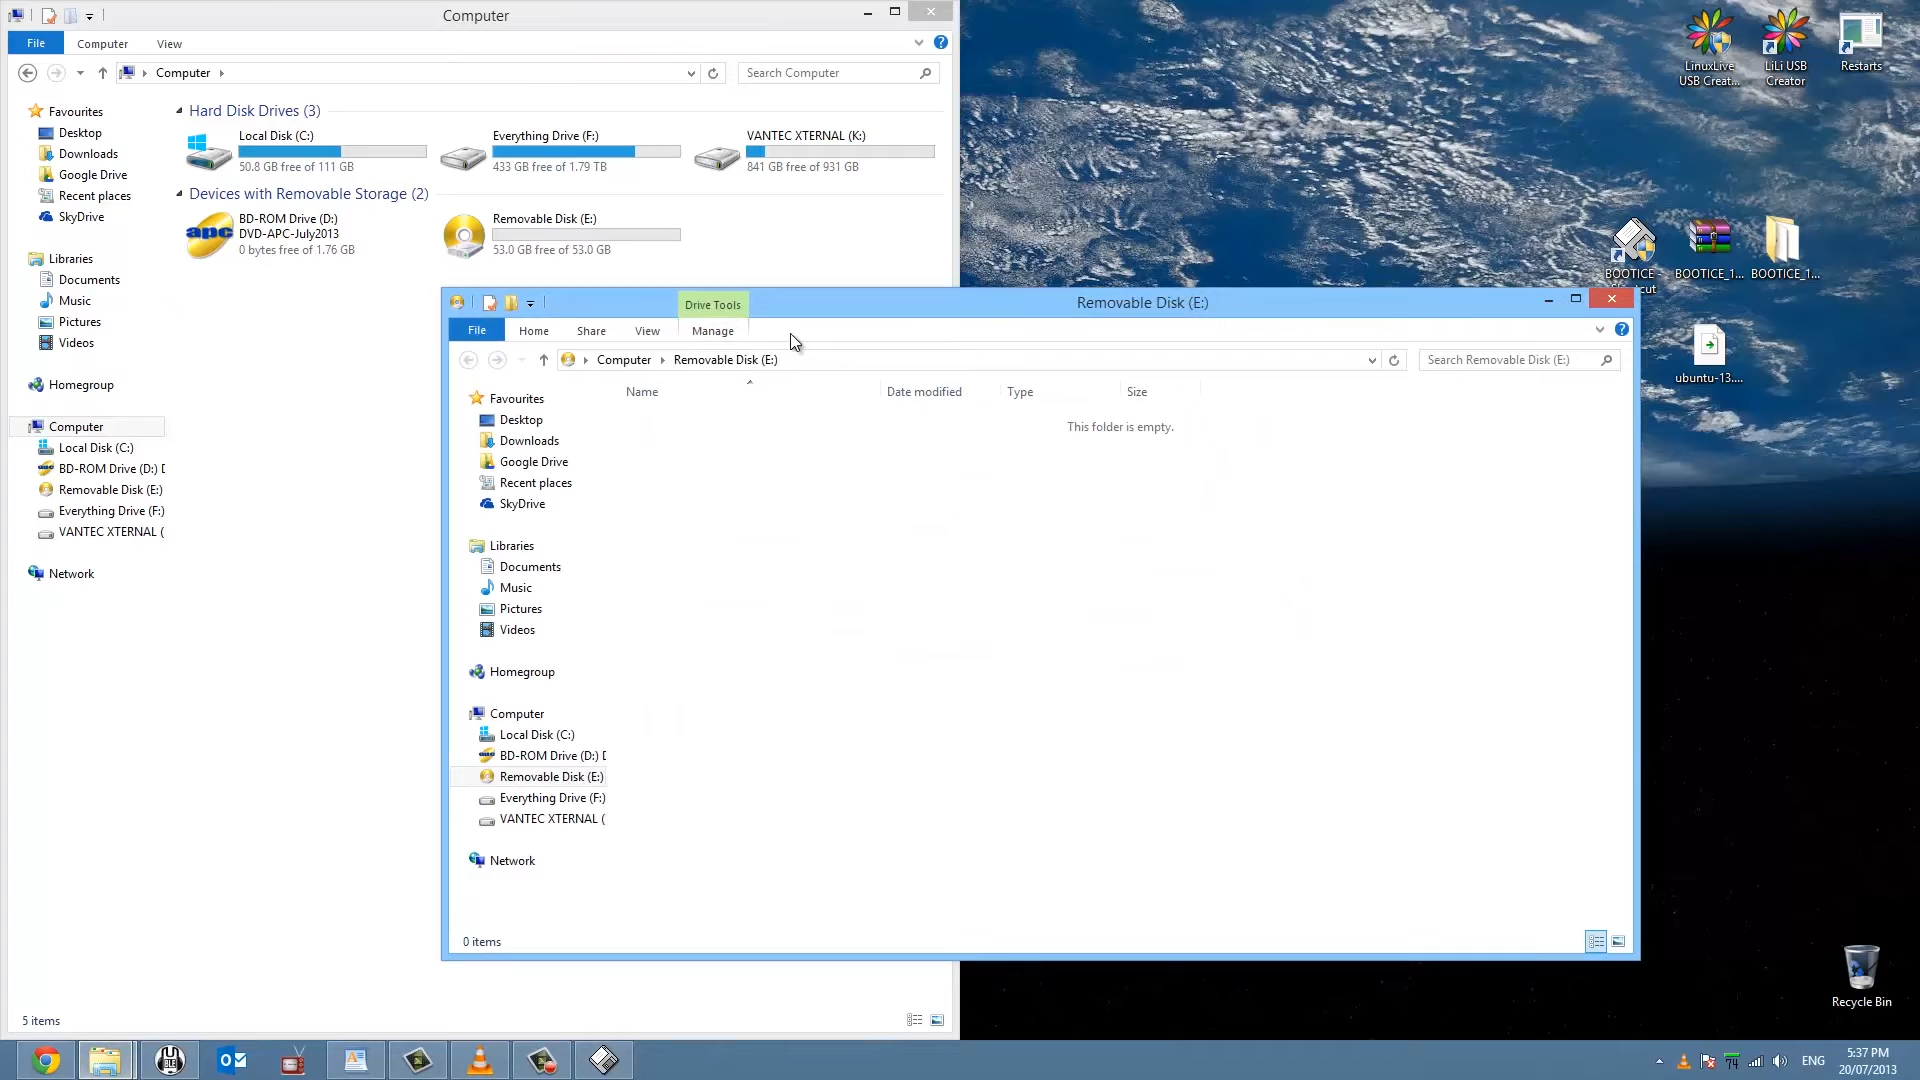 Computer
File
Computer
View
Computer
Search Computer
Favourites
Desktop
Downloads
Google Drive
Recent places
SkyDrive
Libraries
Documents
Music
Pictures
Videos
Homegroup
Computer
Local Disk (C:)
BD-ROM Drive (D:) D
Removable Disk (E:)
Everything Drive (F:)
VANTEC XTERNAL (
Network
Hard Disk Drives (3)
Local Disk (C:)
50.8 GB free of 111 GB
Everything Drive (F:)
433 GB free of 1.79 TB
VANTEC XTERNAL (K:)
841 GB free of 931 GB
Devices with Removable Storage (2)
apc
BD-ROM Drive (D:)
DVD-APC-July2013
0 bytes free of 1.76 GB
Removable Disk (E:)
53.0 GB free of 53.0 GB
5 items
Drive Tools
Removable Disk (E:)
File
Home
Share
View
Manage
Computer
Removable Disk (E:)
Search Removable Disk (E:)
Favourites
Desktop
Downloads
Google Drive
Recent places
SkyDrive
Libraries
Documents
Music
Pictures
Videos
Homegroup
Computer
Local Disk (C:)
BD-ROM Drive (D:) D
Removable Disk (E:)
Everything Drive (F:)
VANTEC XTERNAL (
Network
Name
Date modified
Type
Size
This folder is empty.
0 items
LinuxLive
USB Creat...
LiLi USB
Creator
Restarts
BOOTICE -
BOOTICE_1...
BOOTICE_1...
ubuntu-13....
Recycle Bin
74
ENG
5:37 PM
20/07/2013